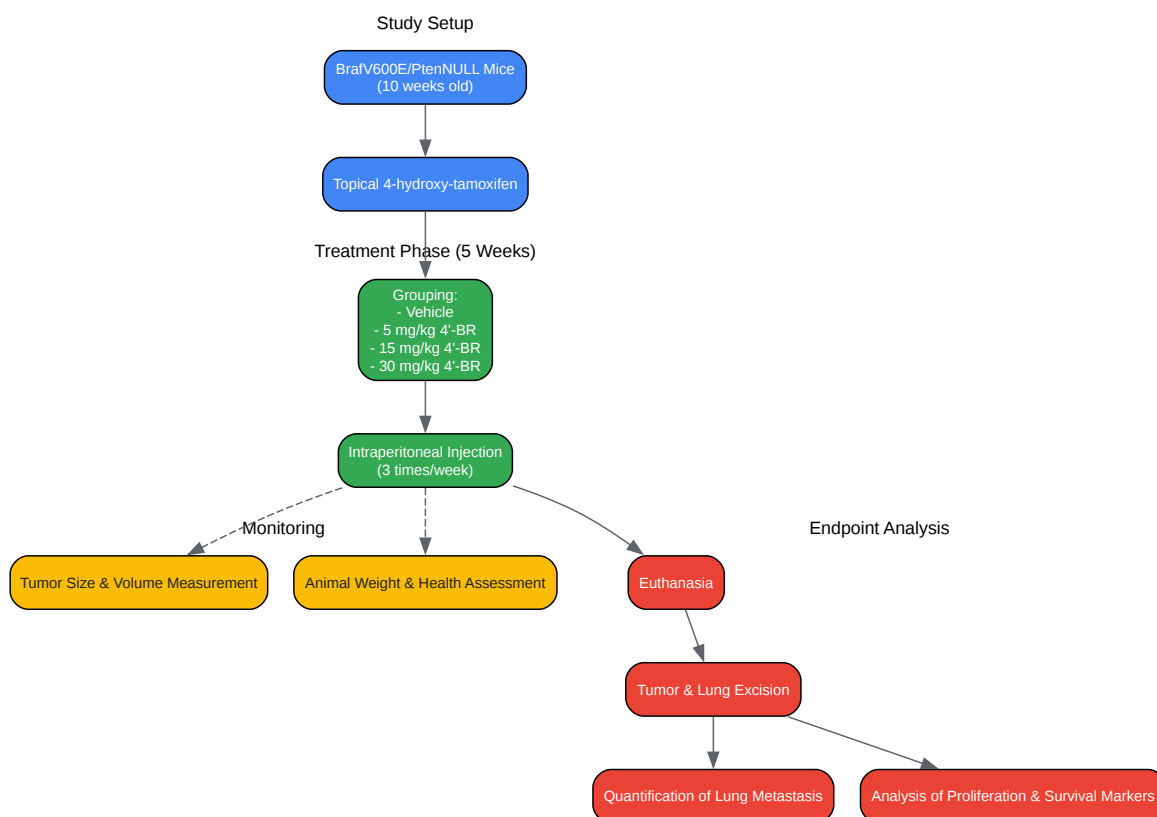 Study Setup
BrafV600E/PtenNULL Mice
(10 weeks old)
Topical 4-hydroxy-tamoxifen
Treatment Phase (5 Weeks)
Grouping:
- Vehicle
- 5 mg/kg 4'-BR
- 15 mg/kg 4'-BR
- 30 mg/kg 4'-BR
Intraperitoneal Injection
(3 times/week)
Monitoring
Endpoint Analysis
Tumor Size & Volume Measurement
Animal Weight & Health Assessment
Euthanasia
Tumor & Lung Excision
Quantification of Lung Metastasis
Analysis of Proliferation & Survival Markers